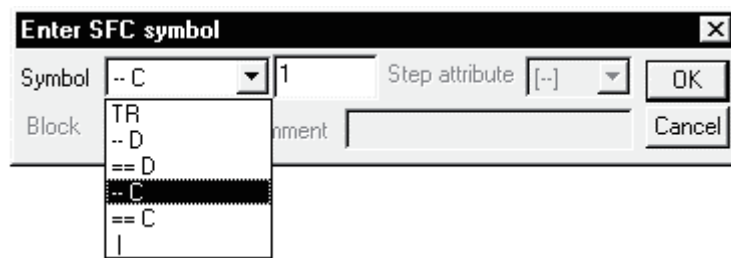 Enter SFC symbol
Symbol -- C 1 Step attribute [--] OK
Block mment Cancel
TR
-- D
== D
-- C
== C
|